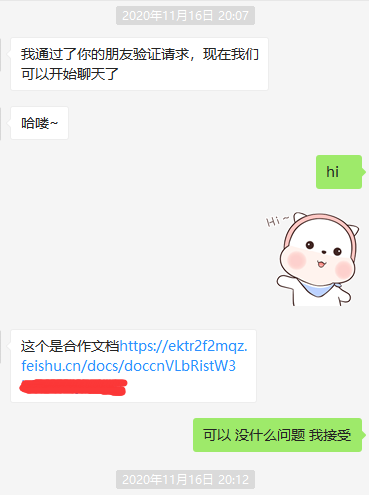 2020年11月16日 20:07
我通过了你的朋友验证请求，现在我们
可以开始聊天了
哈喽~
hi
Hi~
这个是合作文档https://ektr2f2mqz.
feishu.cn/docs/doccnVLbRistW3
可以 没什么问题 我接受
2020年11月16日 20:12